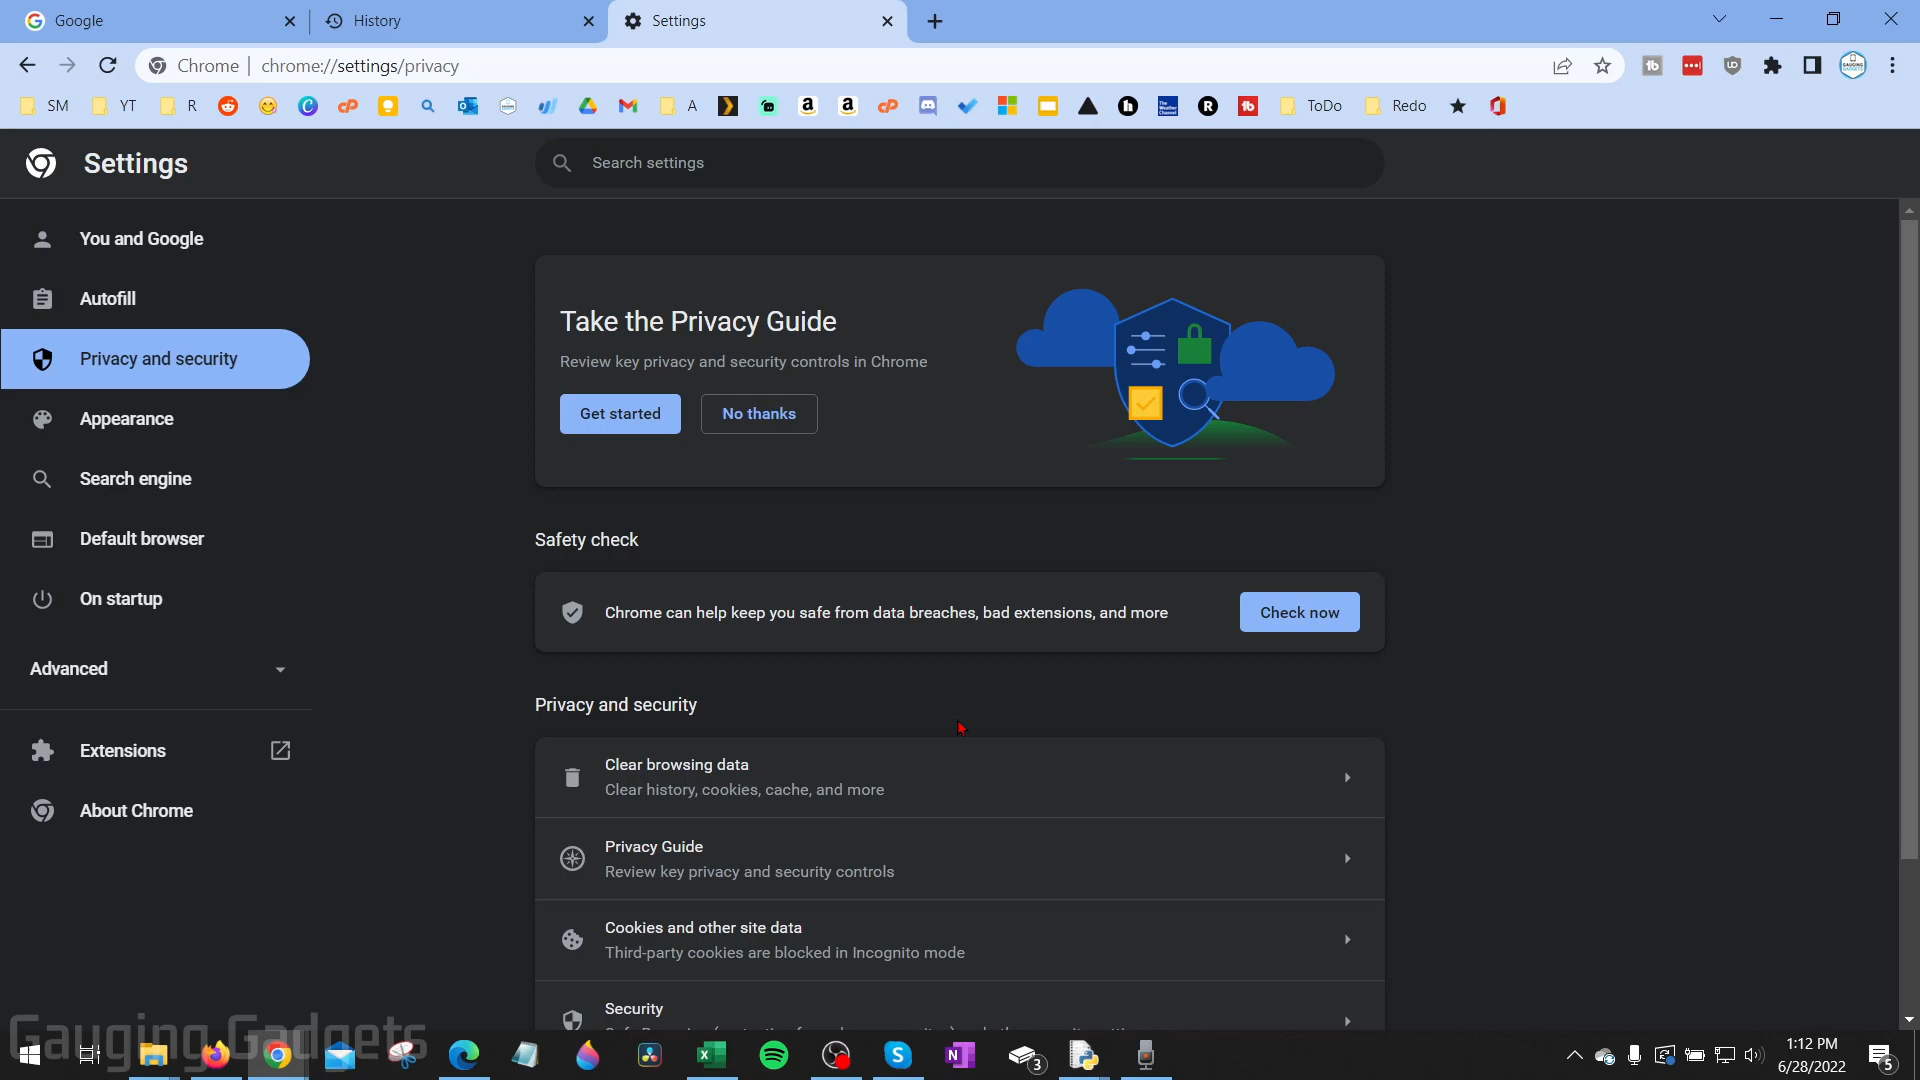 Google
History
Settings
Chrome
chrome://settings/privacy
SM
YT
R
A
ToDo
Redo
Settings
Search settings
You and Google
Autofill
Privacy and security
Appearance
Search engine
Default browser
On startup
Advanced
Extensions
About Chrome
Take the Privacy Guide
Review key privacy and security controls in Chrome
Get started
No thanks
Safety check
Chrome can help keep you safe from data breaches, bad extensions, and more
Check now
Privacy and security
Clear browsing data
Clear history, cookies, cache, and more
Privacy Guide
Review key privacy and security controls
Cookies and other site data
Third-party cookies are blocked in Incognito mode
Security
Gauging Gadgets
3
1:12 PM
6/28/2022
5